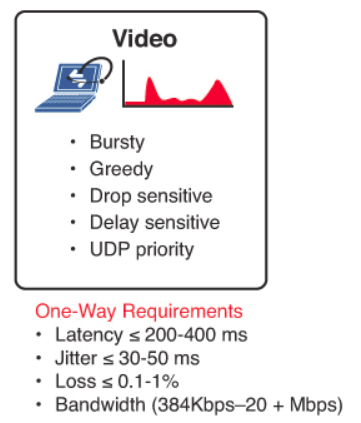 Video
• Bursty
• Greedy
• Drop sensitive
• Delay sensitive
• UDP priority
One-Way Requirements
• Latency ≤ 200-400 ms
• Jitter ≤ 30-50 ms
• Loss ≤ 0.1-1%
• Bandwidth (384Kbps–20 + Mbps)